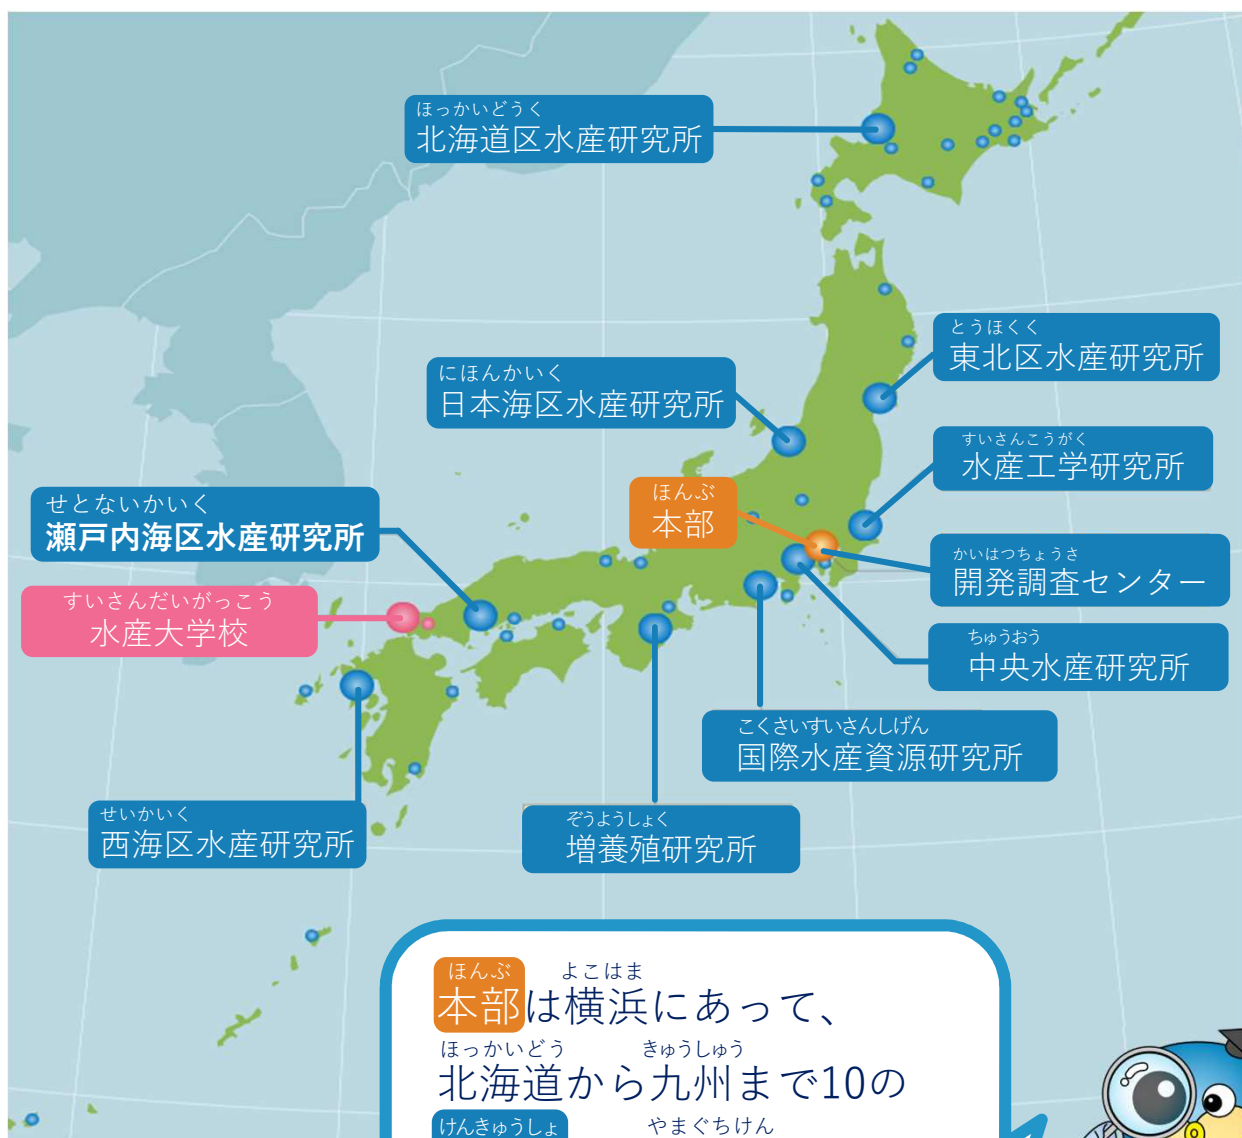 ほっかいどうく
北海道区水産研究所
とうほくく
東北区水産研究所
にほんかいく
日本海区水産研究所
すいさんこうがく
水産工学研究所
ほんぶ
本部
せとないかいく
瀬戸内海区水産研究所
かいはつちょうさ
開発調査センター
すいさんだいがっこう
水産大学校
ちゅうおう
中央水産研究所
こくさいすいさんしげん
国際水産資源研究所
せいかいく
西海区水産研究所
ぞうようしょく
増養殖研究所
ほんぶ よこはま
本部は横浜にあって、
ほっかいどう きゅうしゅう
北海道から九州まで10の
けんきゅうしょ やまぐちけん